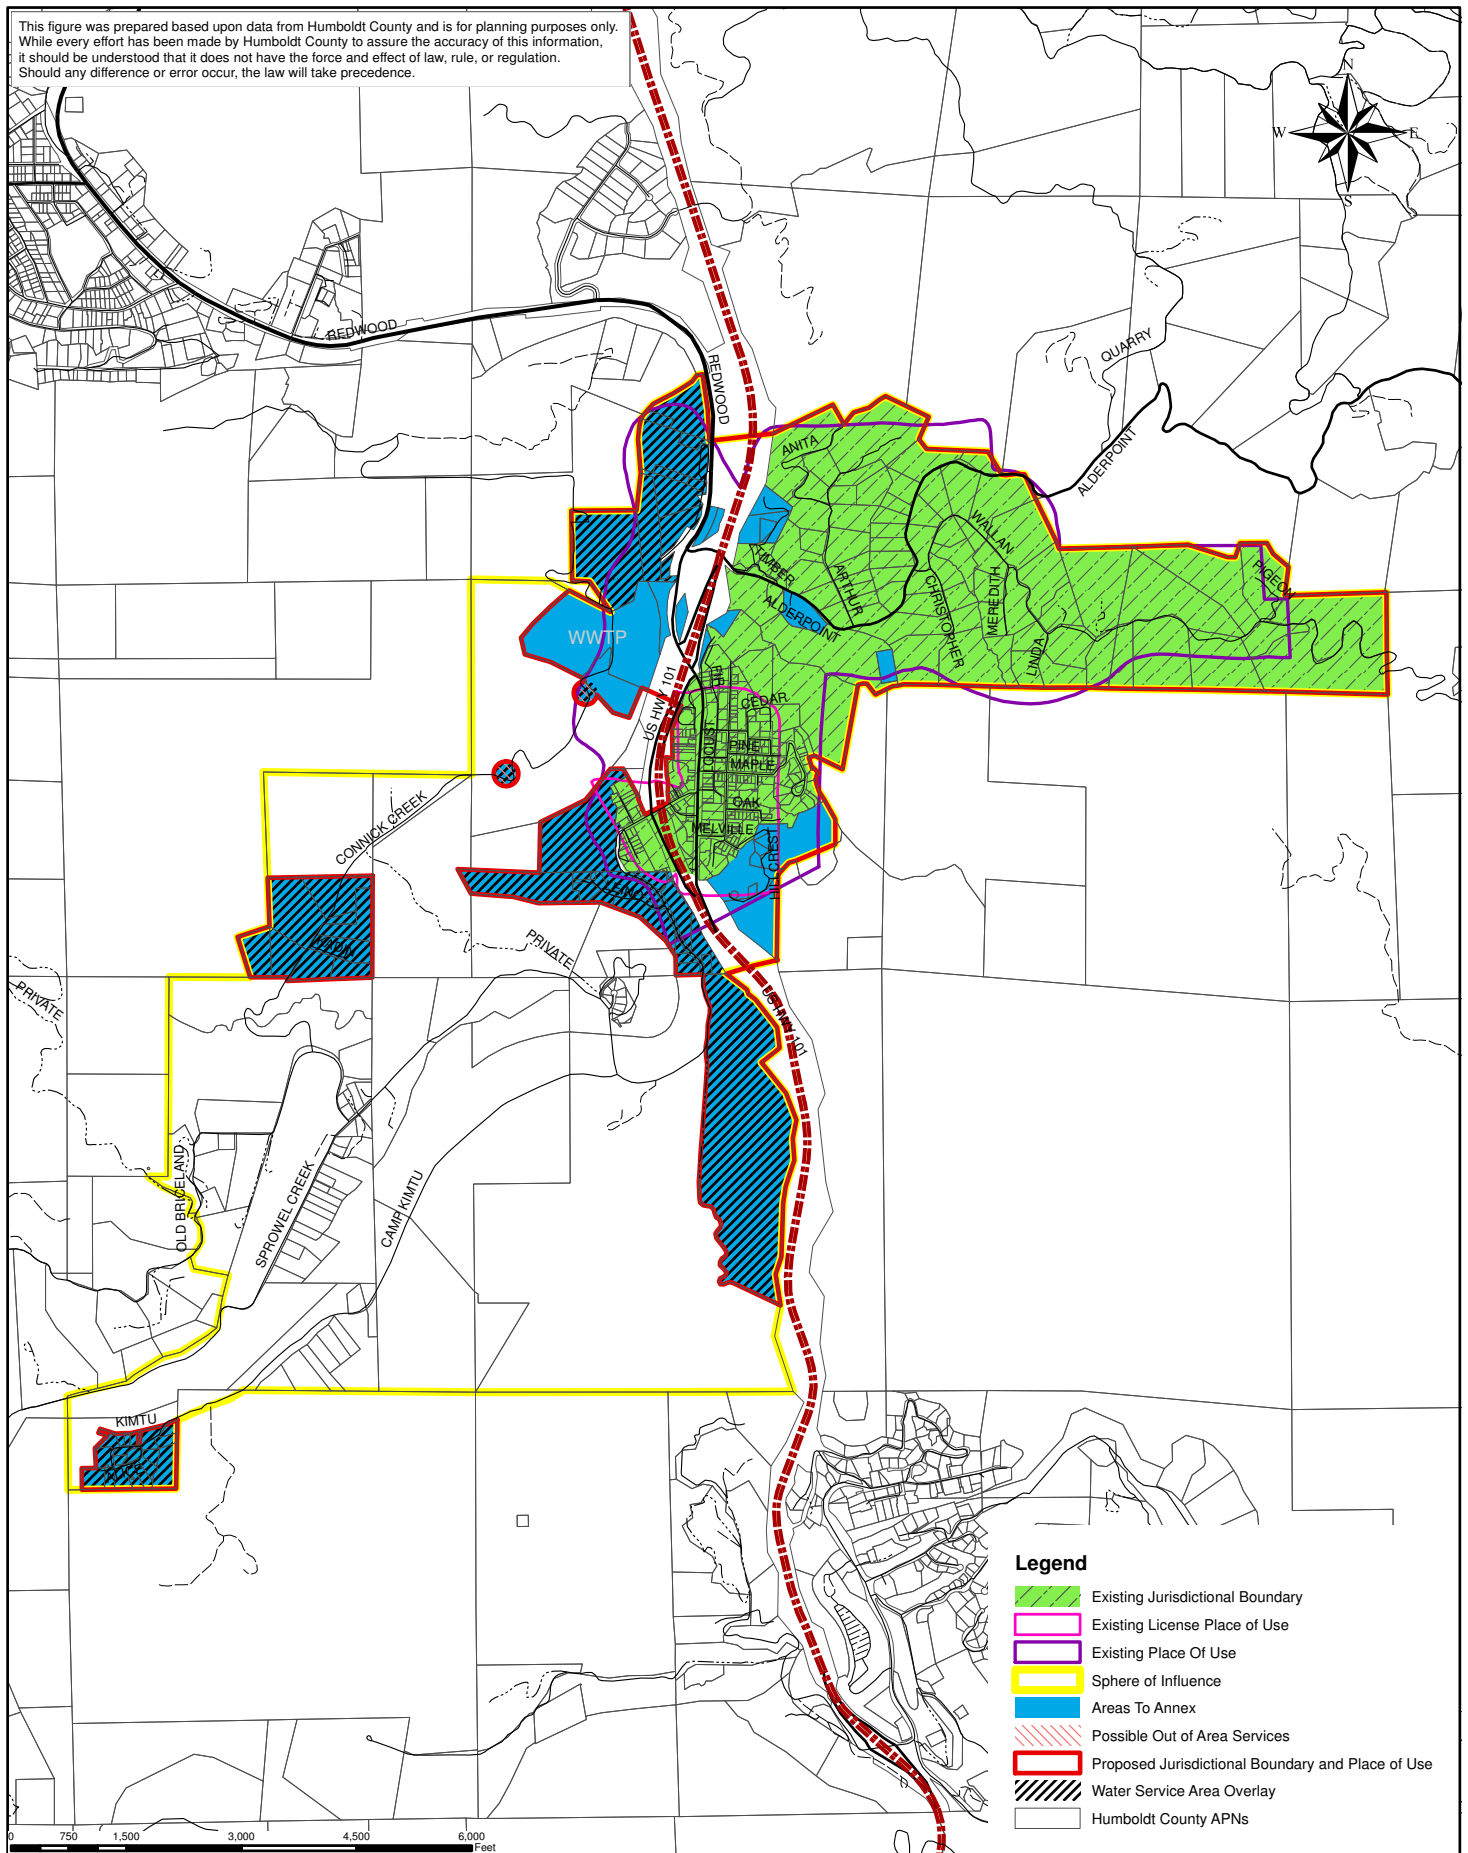 This figure was prepared based upon data from Humboldt County and is for planning purposes only.
While every effort has been made by Humboldt County to assure the accuracy of this information,
it should be understood that it does not have the force and effect of law, rule, or regulation.
Should any difference or error occur, the law will take precedence.
N
W
E
S
REDWOOD
REDWOOD
QUARRY
ALDERPOINT
ANITA
WALLAN
TIMBER
ARTHUR
ALDERPOINT
CHRISTOPHER
MEREDITH
LINDA
PIGEON
WWTP
US HWY 101
FIR
CEDAR
LOCUST
PINE
MAPLE
OAK
MELVILLE
HILLCREST
CONNICK CREEK
PRIVATE
PRIVATE
US HWY 101
OLD BRICELAND
SPROWEL CREEK
CAMP KIMTU
KIMTU
ALICE
Legend
Existing Jurisdictional Boundary
Existing License Place of Use
Existing Place Of Use
Sphere of Influence
Areas To Annex
Possible Out of Area Services
Proposed Jurisdictional Boundary and Place of Use
Water Service Area Overlay
Humboldt County APNs
0 750 1,500 3,000 4,500 6,000
Feet